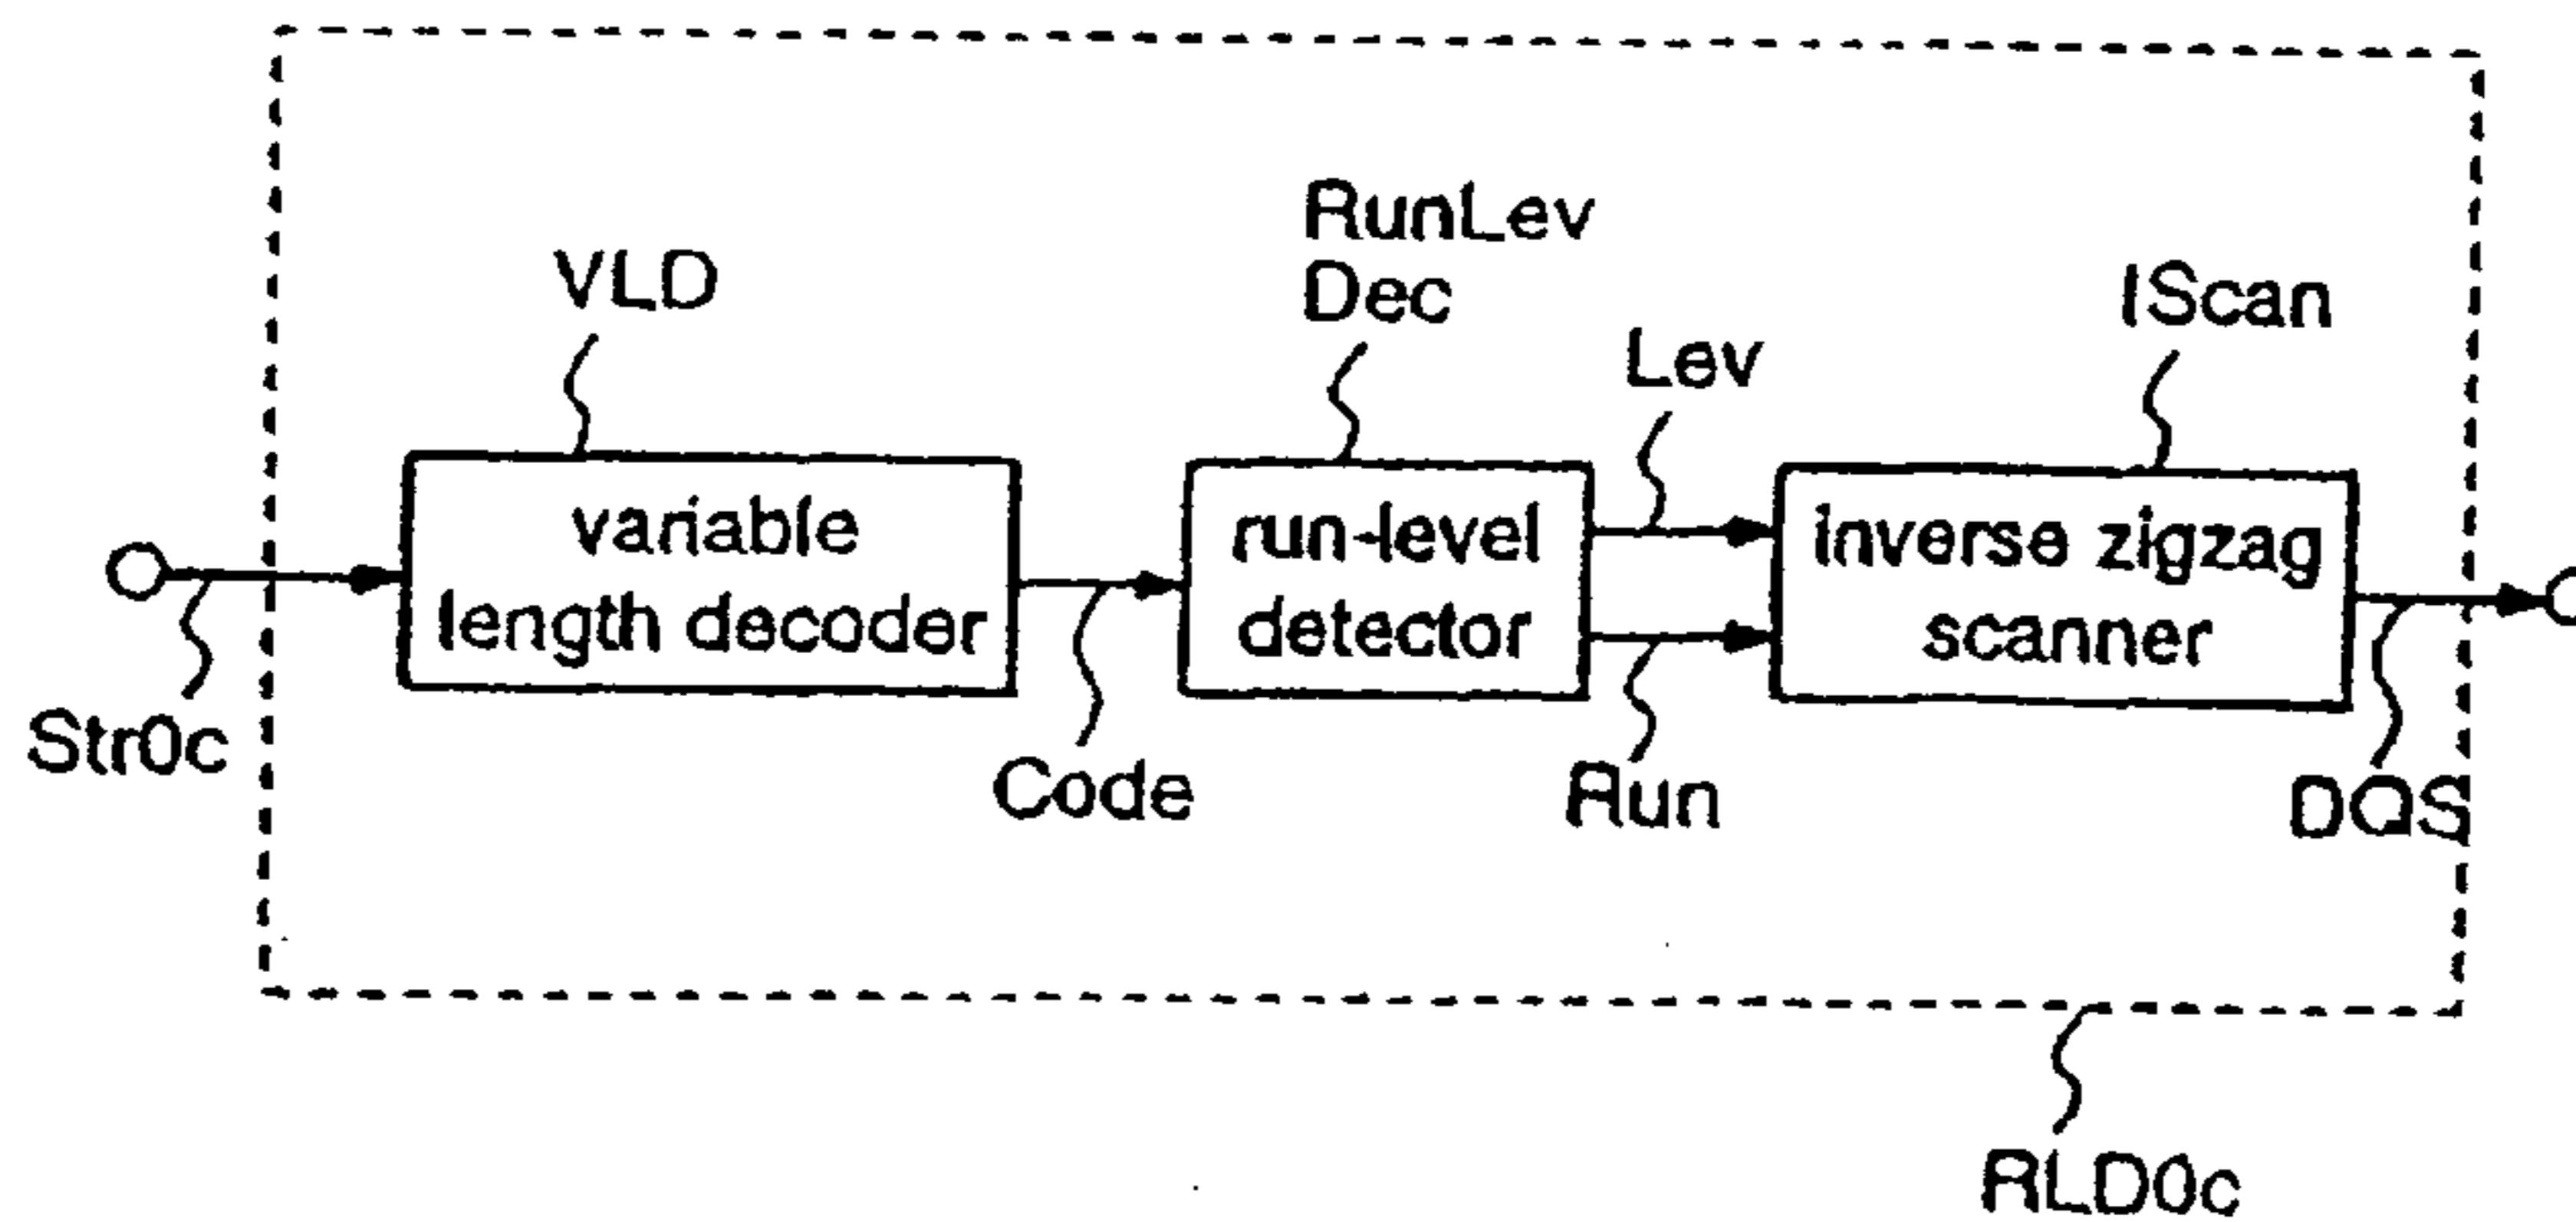 VLD
RunLev
Dec
Lev
IScan
variable
length decoder
run-level
detector
inverse zigzag
scanner
Str0c
Code
Run
DQS
RLD0c